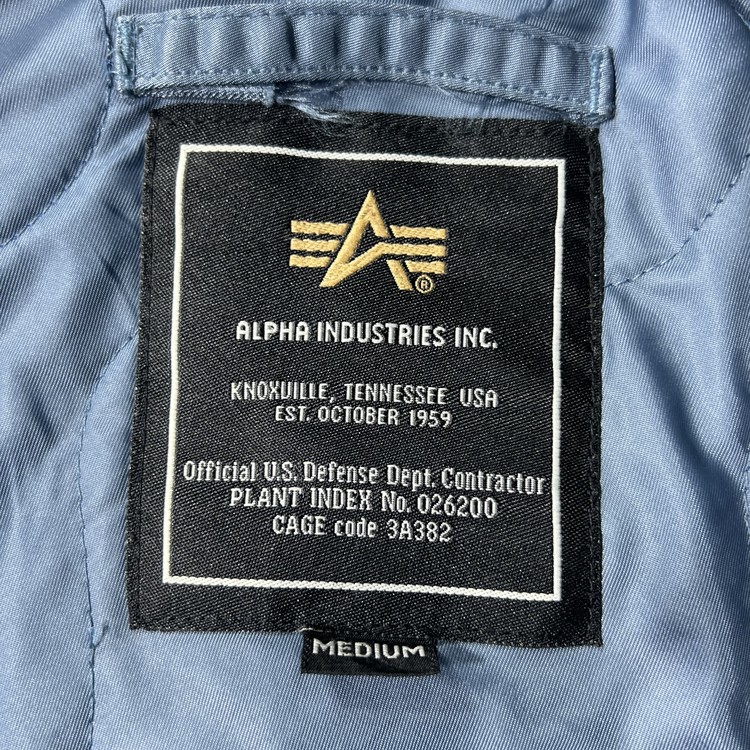 ®
ALPHA INDUSTRIES INC.
KNOXVILLE, TENNESSEE USA
EST. OCTOBER 1959
Official U.S. Defense Dept. Contractor
PLANT INDEX No. 026200
CAGE code 3A382
MEDIUM